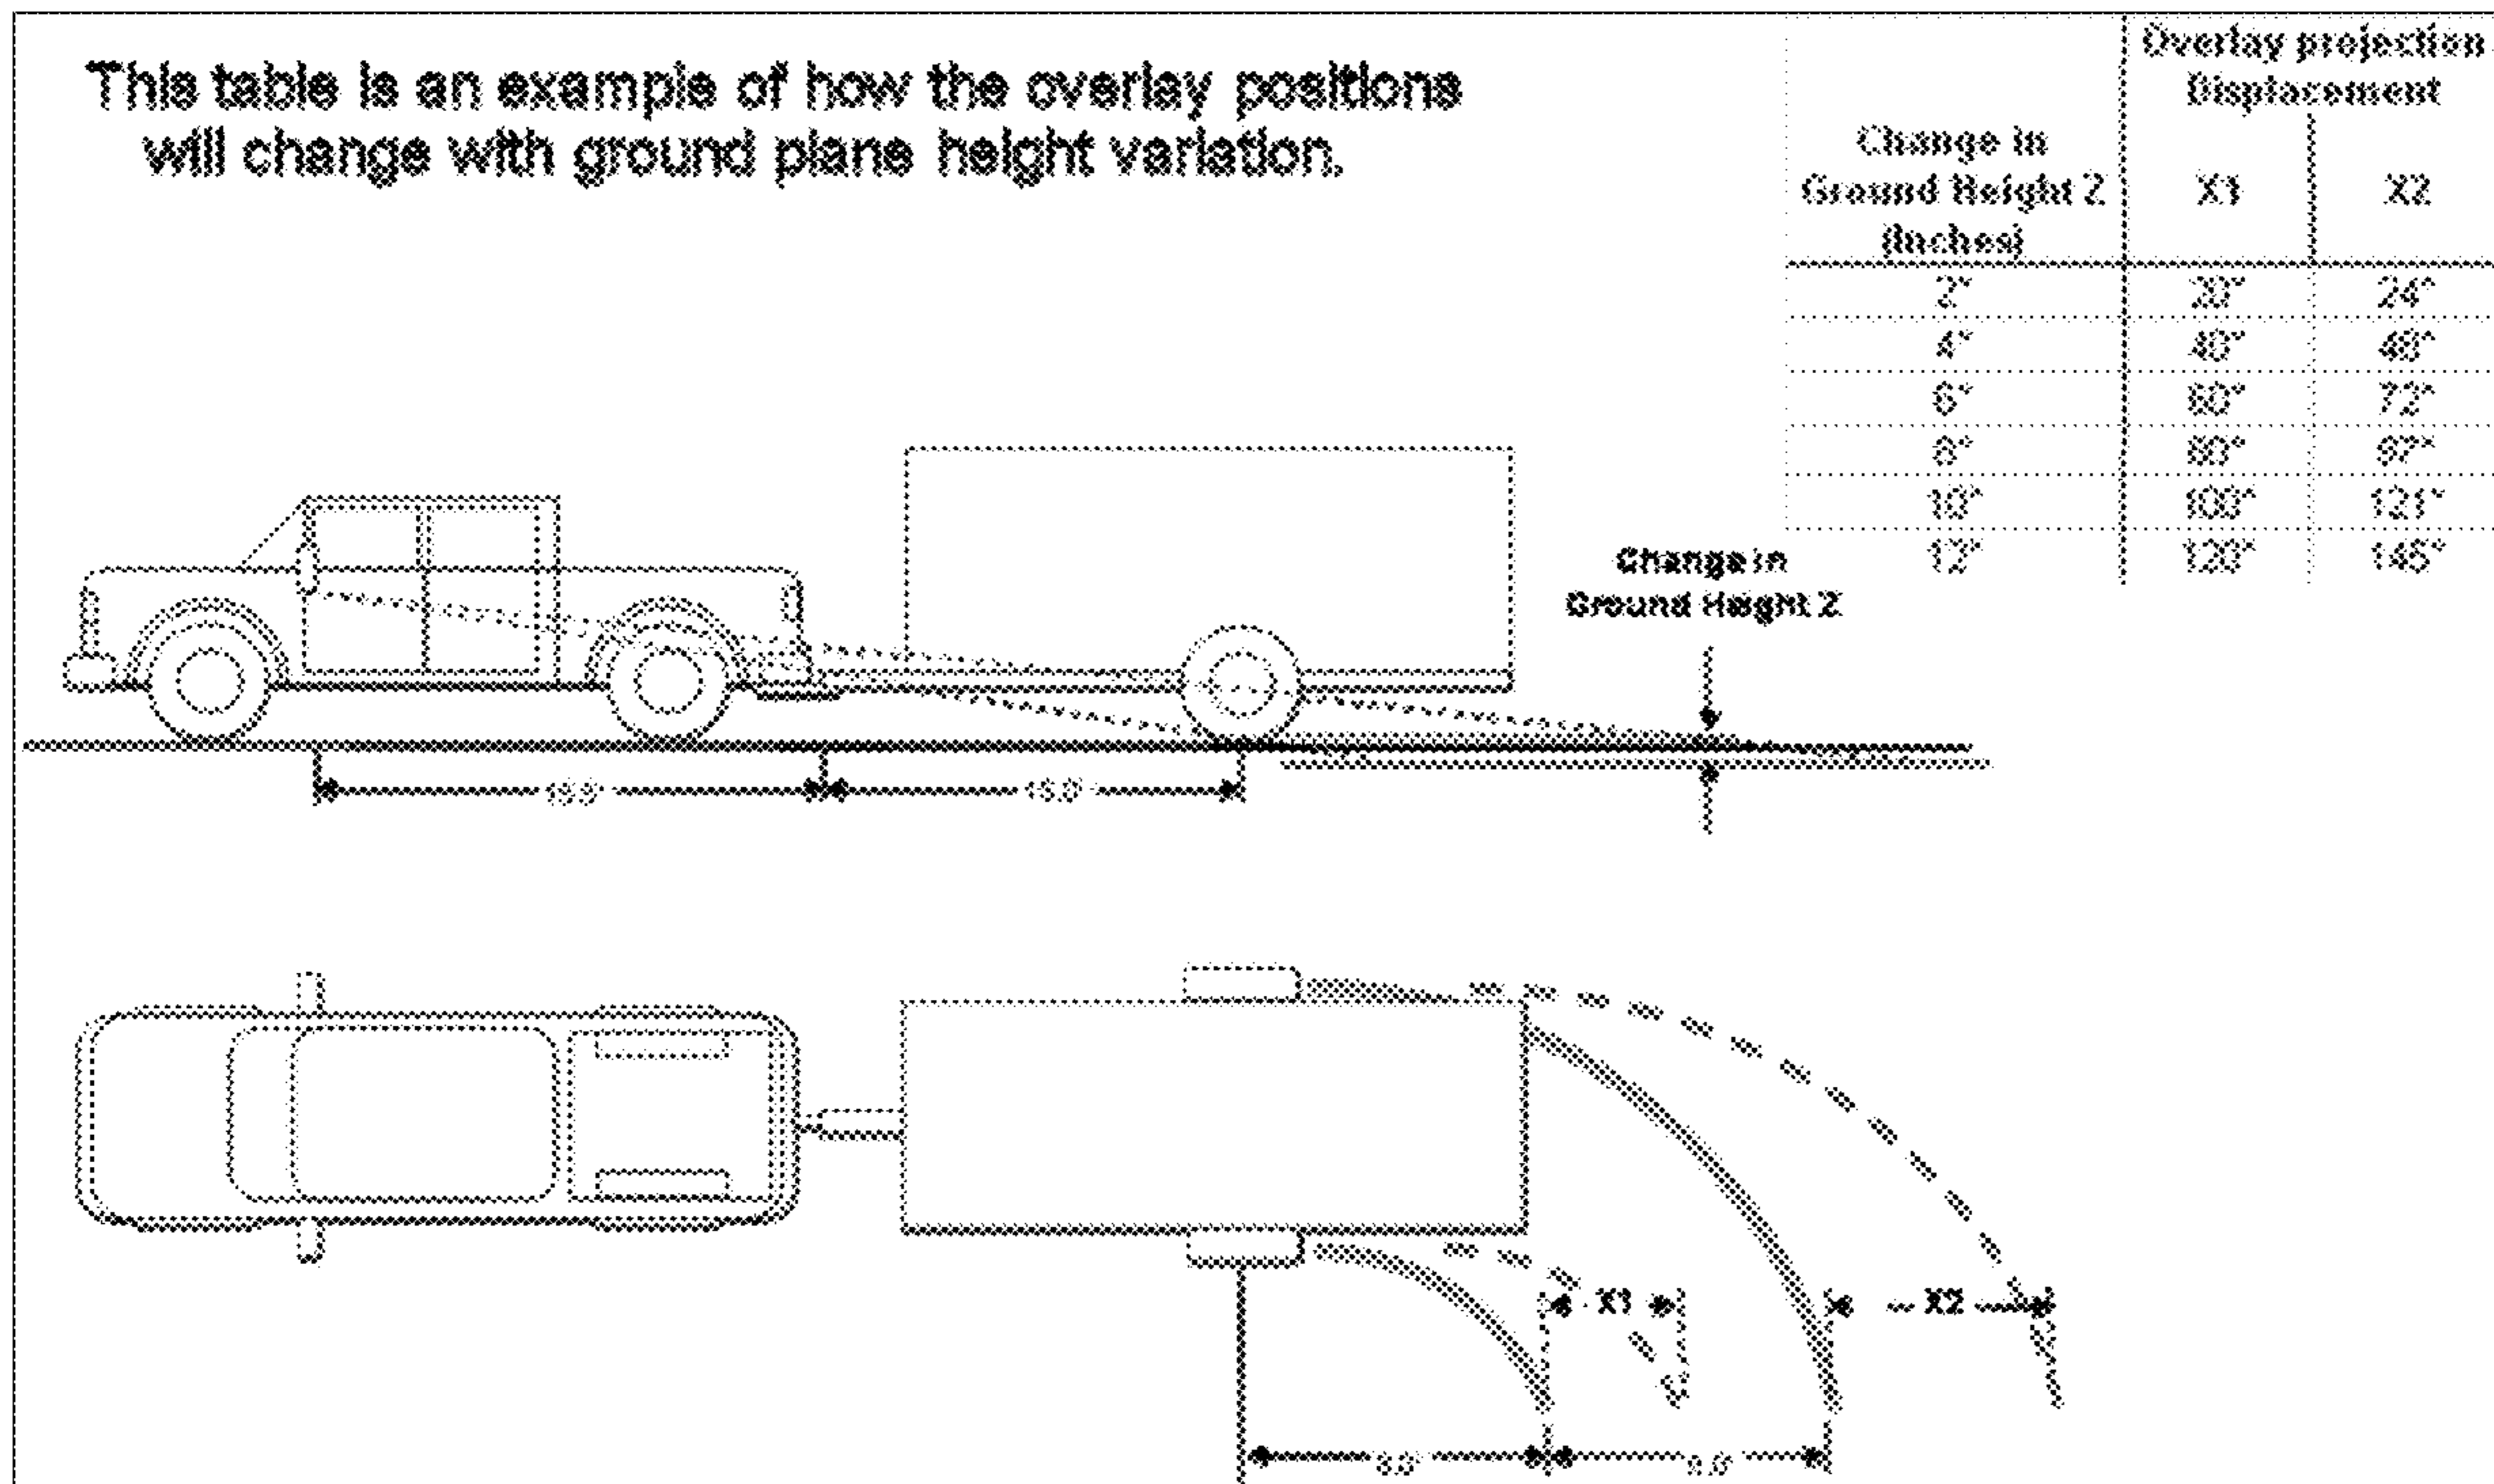 This table is an example of how the overlay positions
will change with ground plane height variation.
Overlay projection
Displacement
Change in
Ground Height 2
(Inches)
X1 X2
2" 20" 24"
4" 40" 48"
6" 60" 72"
8" 80" 97"
10" 100" 121"
12" 120" 145"
Change in
Ground Height 2
X1 X2